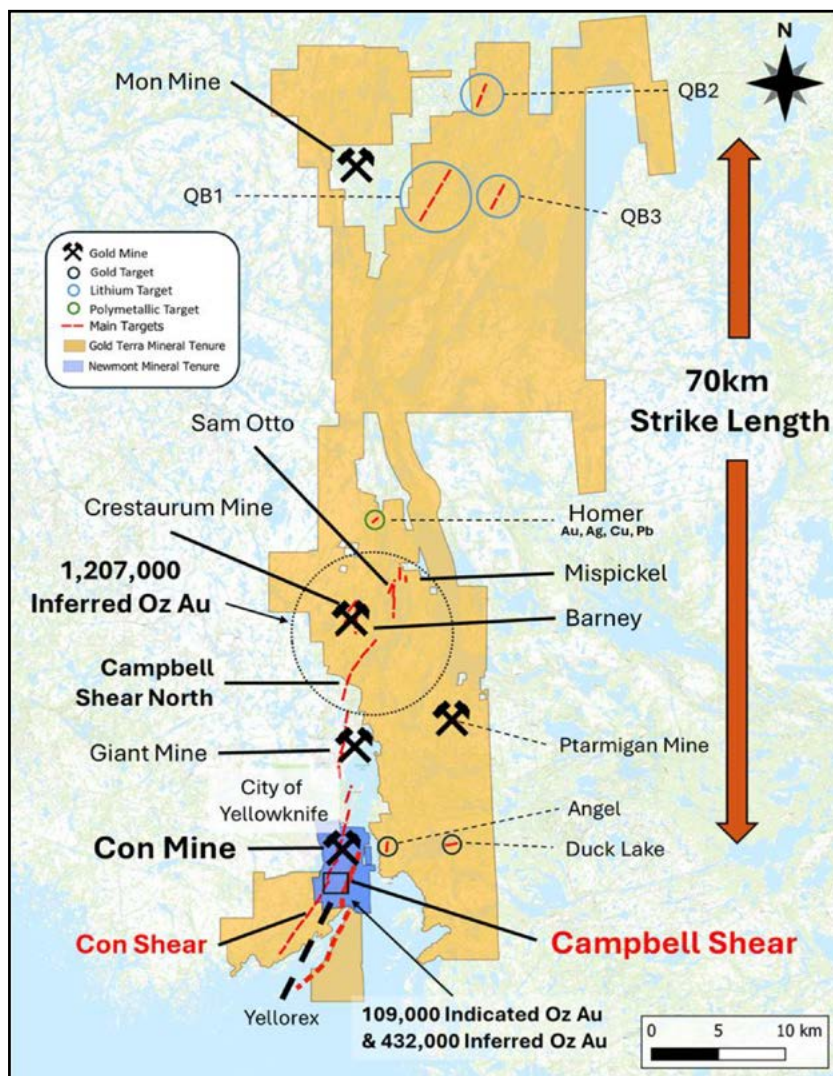 N
Mon Mine
QB2
QB1
QB3
Gold Mine
Gold Target
Lithium Target
Polymetallic Target
Main Targets
Gold Terra Mineral Tenure
Newmont Mineral Tenure
70km
Strike Length
Sam Otto
Crestaurum Mine
Homer
Au, Ag, Cu, Pb
1,207,000
Inferred Oz Au
Mispickel
Barney
Campbell
Shear North
Giant Mine
Ptarmigan Mine
City of
Yellowknife
Angel
Con Mine
Duck Lake
Con Shear
Campbell Shear
Yellorex
109,000 Indicated Oz Au
& 432,000 Inferred Oz Au
0 5 10 km